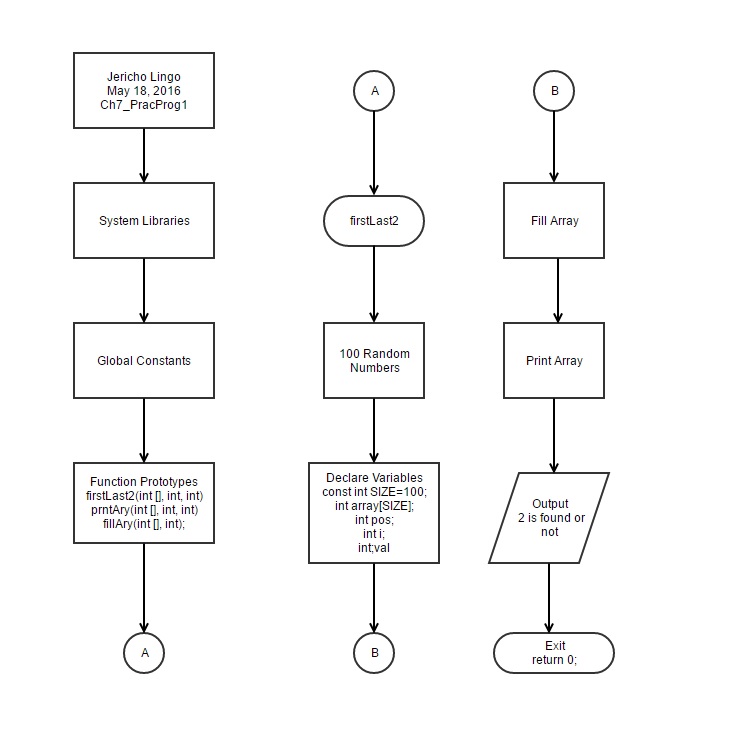 Jericho Lingo
May 18, 2016
Ch7_PracProg1
System Libraries
Global Constants
Function Prototypes
firstLast2(int [], int, int)
prntAry(int [], int, int)
fillAry(int [], int);
A
A
firstLast2
100 Random
Numbers
Declare Variables
const int SIZE=100;
int array[SIZE];
int pos;
int i;
int;val
B
B
Fill Array
Print Array
Output
2 is found or
not
Exit
return 0;